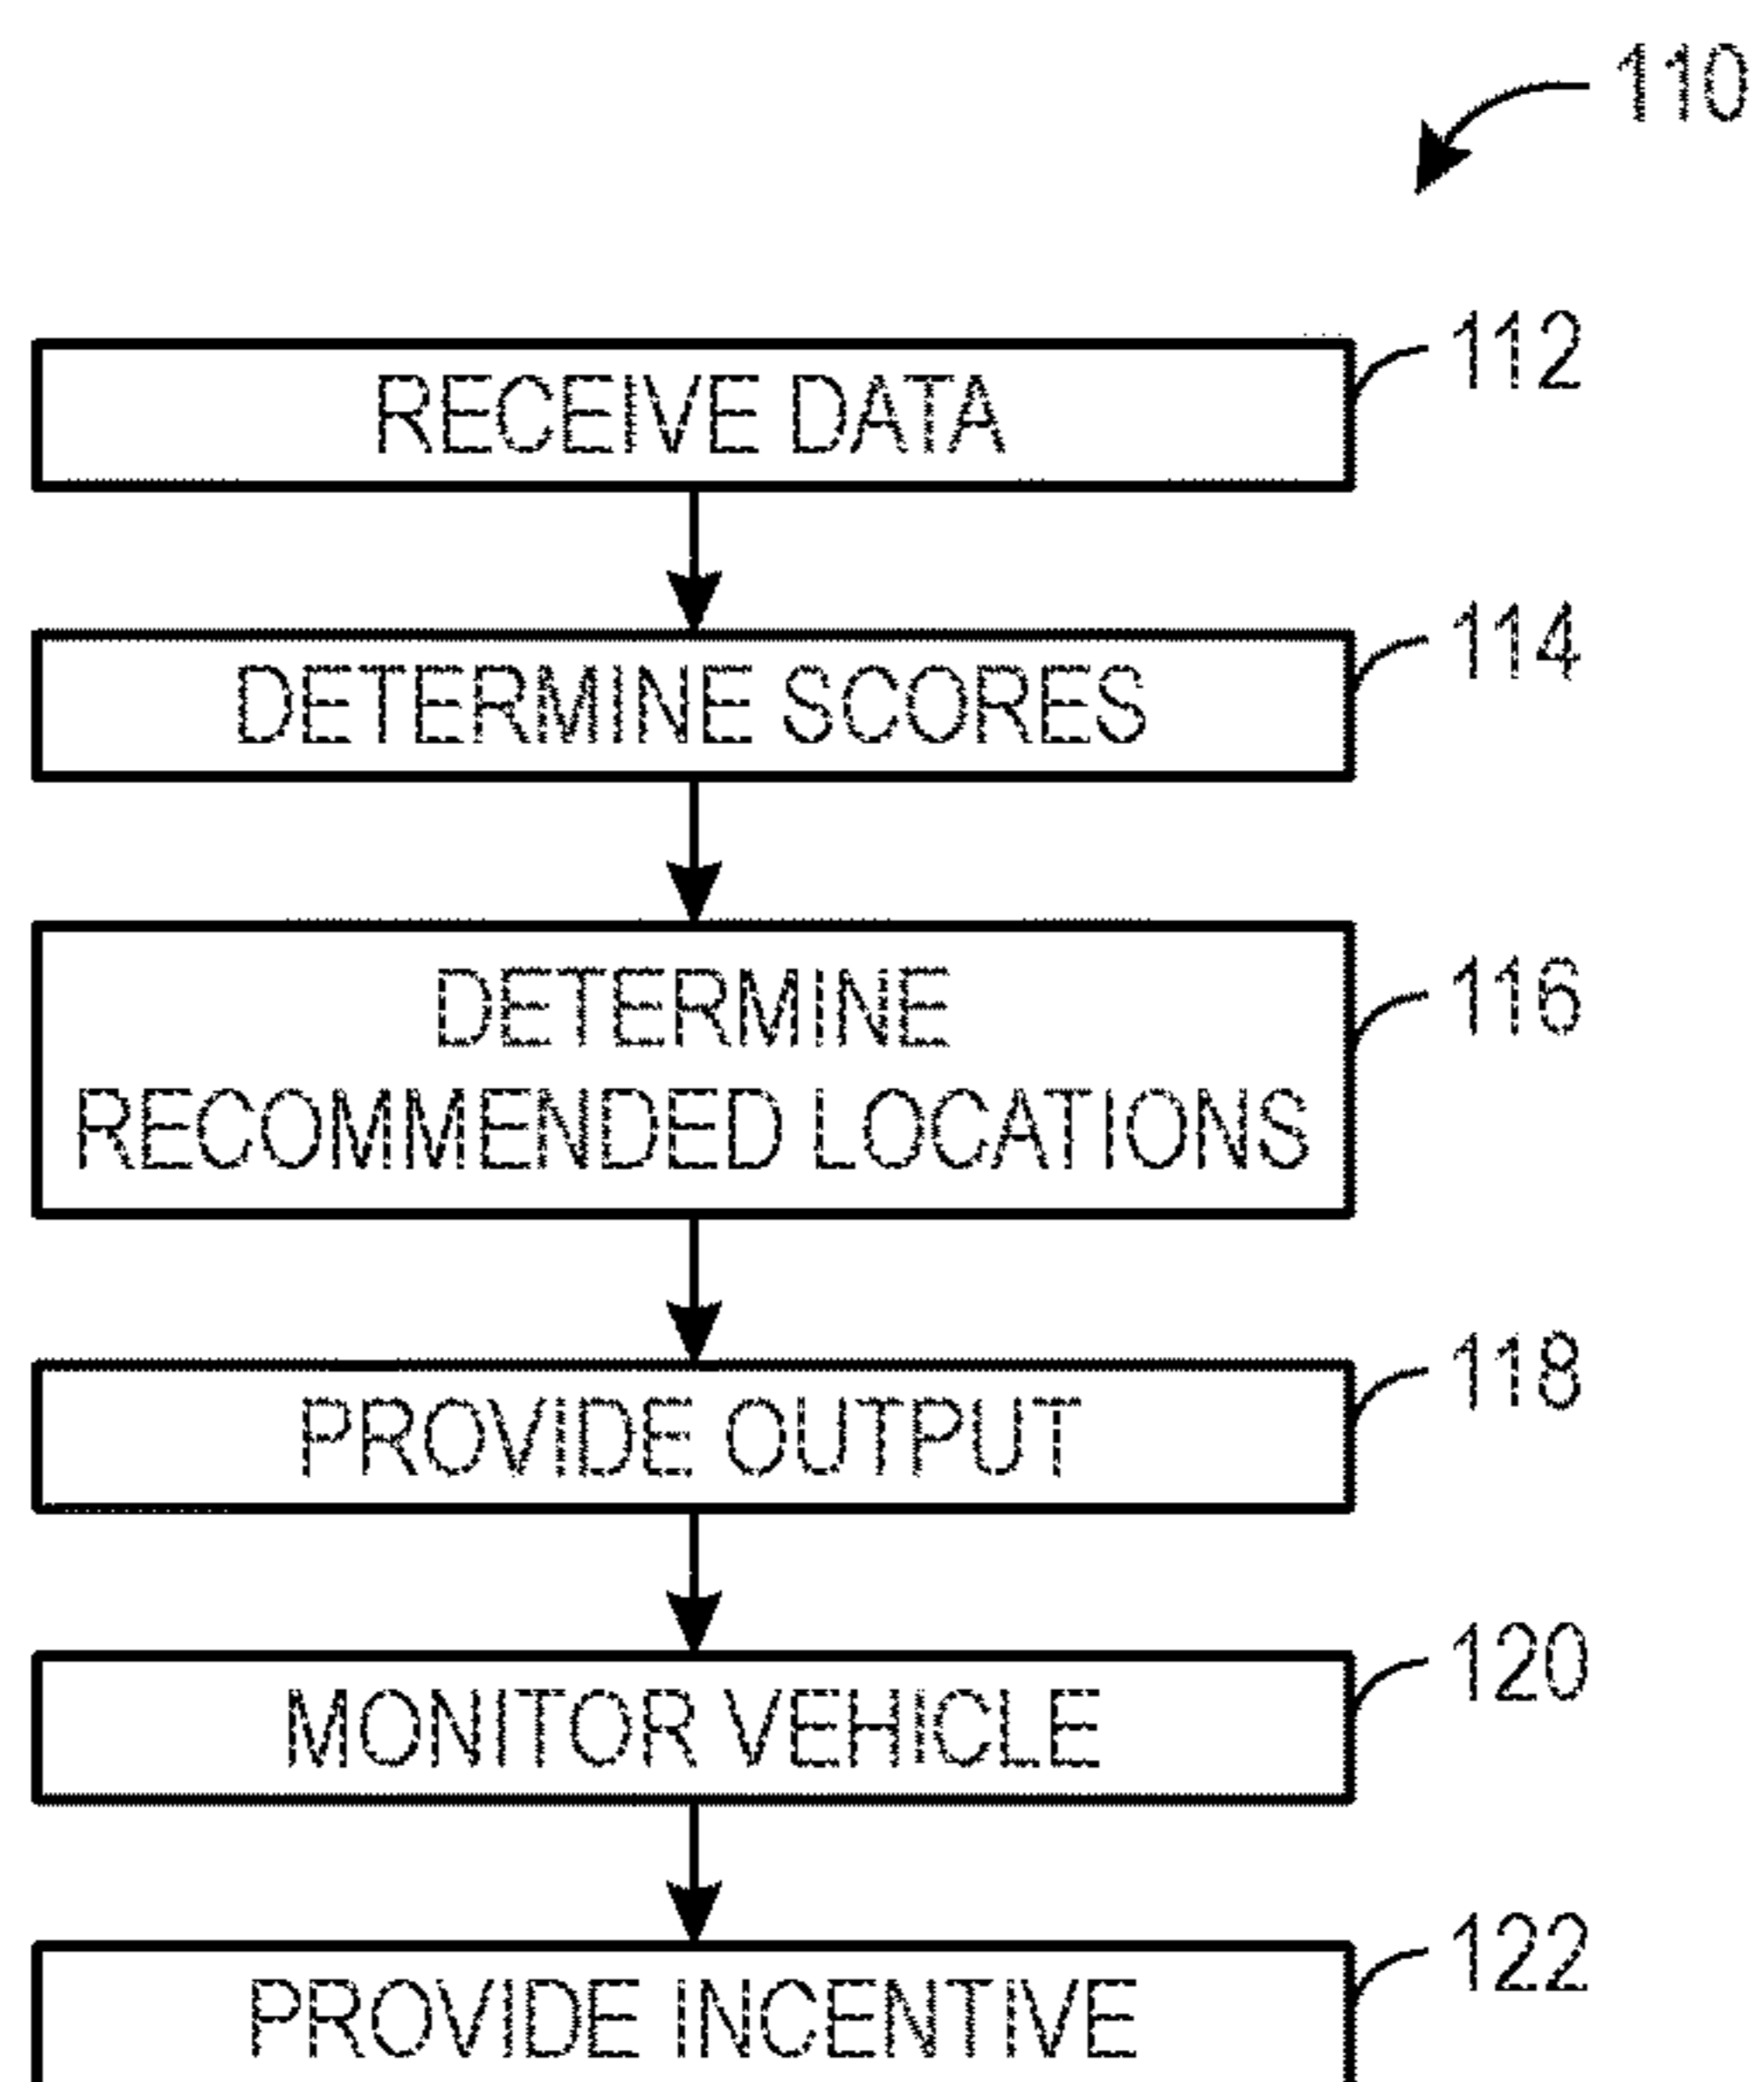 110
RECEIVE DATA
112
DETERMINE SCORES
114
DETERMINE
RECOMMENDED LOCATIONS
116
PROVIDE OUTPUT
118
MONITOR VEHICLE
120
PROVIDE INCENTIVE
122